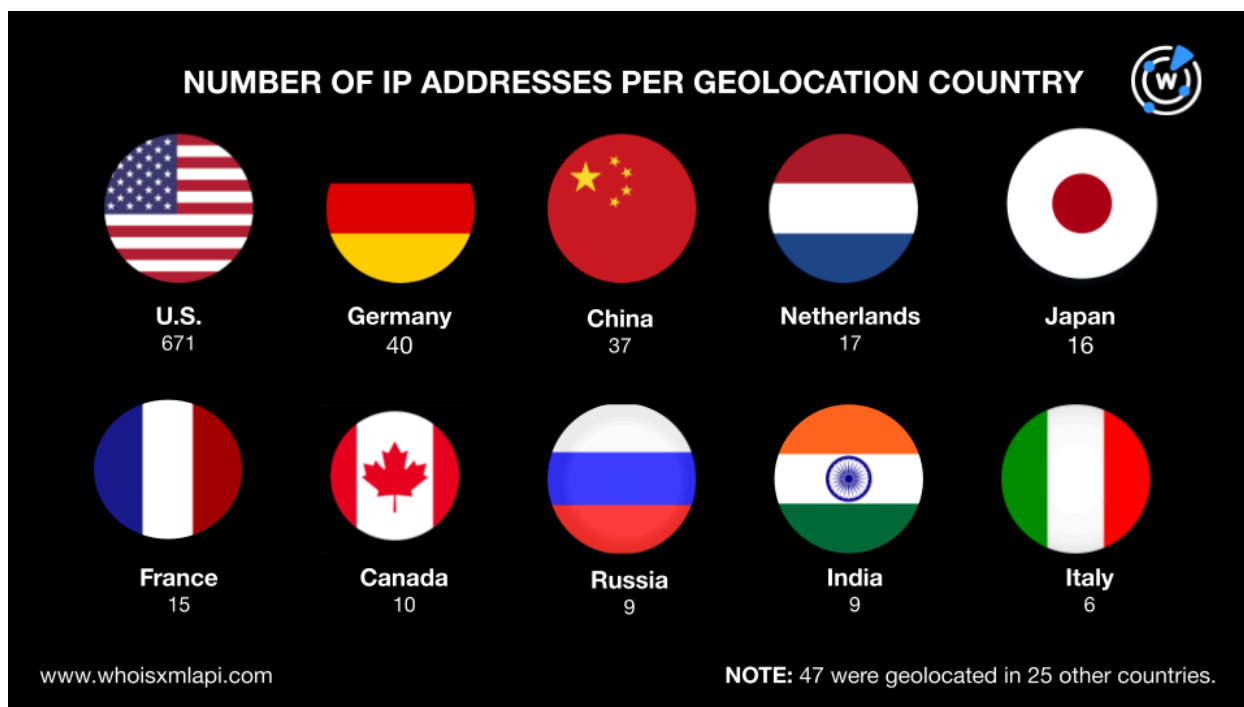 NUMBER OF IP ADDRESSES PER GEOLOCATION COUNTRY
W
U.S.
671
Germany
40
China
37
Netherlands
17
Japan
16
France
15
Canada
10
Russia
9
India
9
Italy
6
www.whoisxmlapi.com
NOTE: 47 were geolocated in 25 other countries.